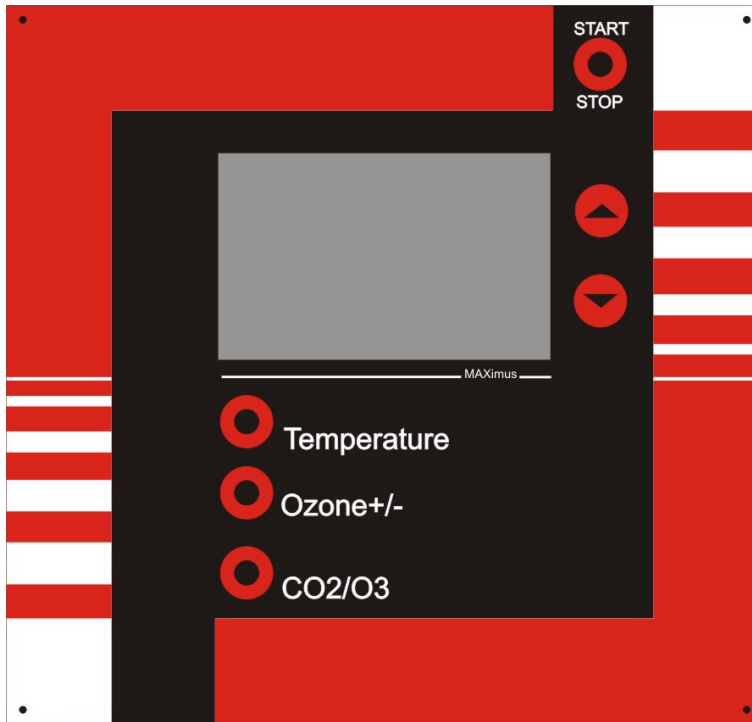 START
STOP
MAXimus
Temperature
Ozone+/-
CO2/O3